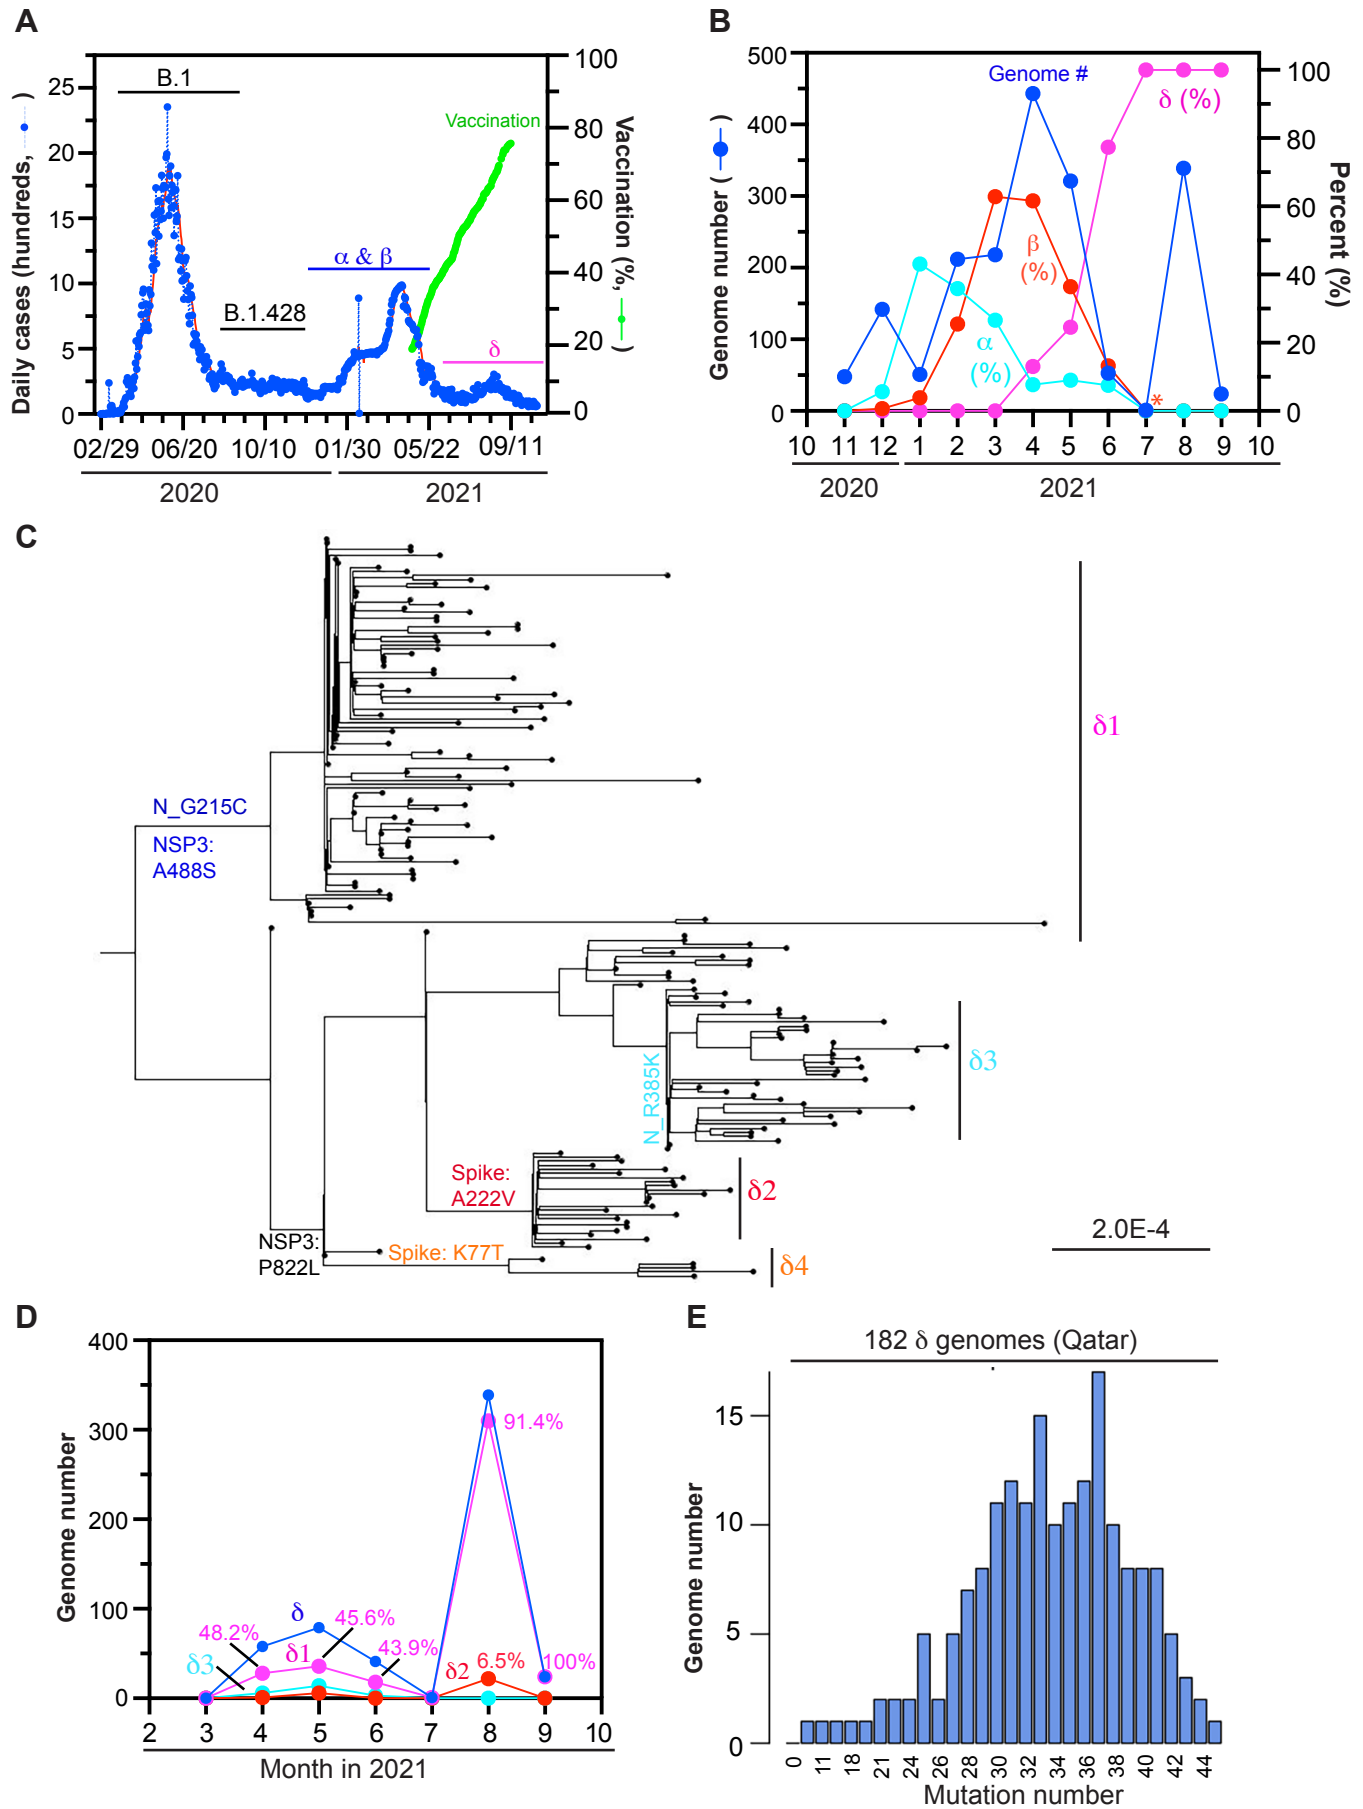 A
Daily cases (hundreds, )
25
20
15
10
5
0
B.1
B.1.428
α & β
Vaccination
δ
100
80
60
40
20
0
Vaccination (%, )
02/29
06/20
10/10
01/30
05/22
09/11
2020
2021
B
Genome number ( )
500
400
300
200
100
0
Genome #
δ (%)
β
(%)
α
(%)
*
100
80
60
40
20
0
Percent (%)
10
11
12
1
2
3
4
5
6
7
8
9
10
2020
2021
C
N_G215C
NSP3:
A488S
δ1
N_R385K
δ3
Spike:
A222V
δ2
NSP3:
P822L
Spike: K77T
δ4
2.0E-4
D
Genome number
400
300
200
100
0
48.2%
δ
45.6%
δ1
43.9%
δ3
91.4%
δ2
6.5%
100%
2
3
4
5
6
7
8
9
10
Month in 2021
E
182 δ genomes (Qatar)
Genome number
15
10
5
0
0
11
18
21
24
26
28
30
32
34
36
38
40
42
44
Mutation number